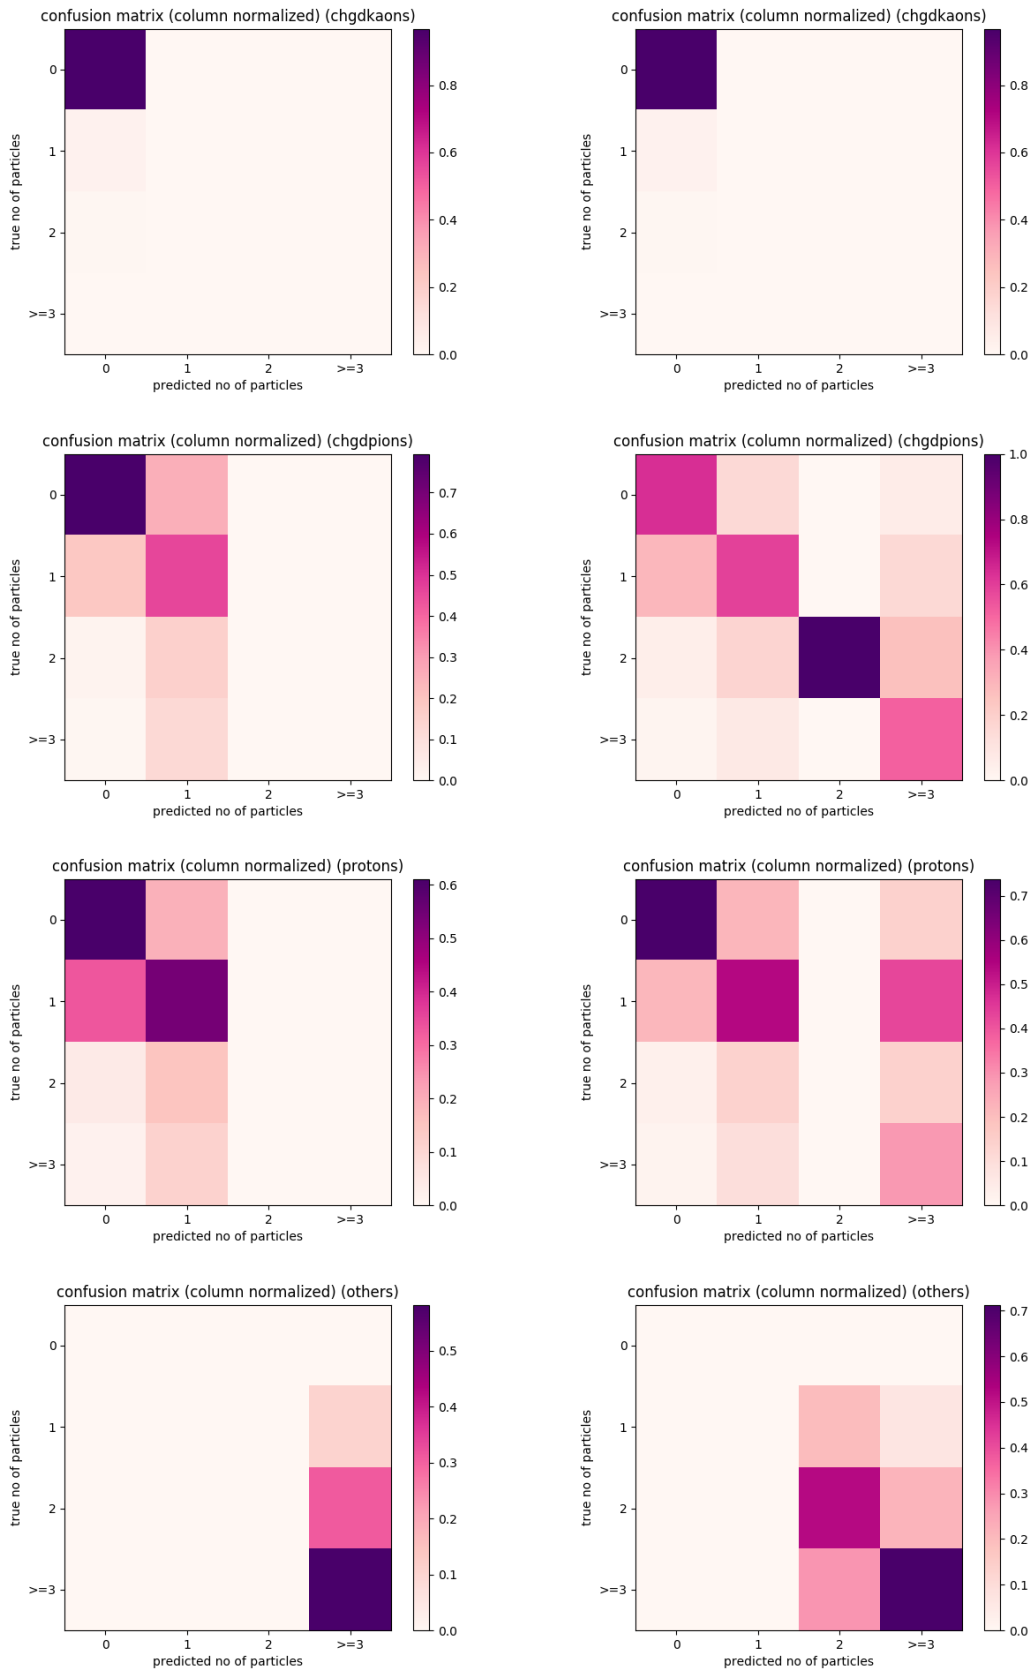 confusion matrix (column normalized) (chgdkaons)
true no of particles
0
1
2
>=3
0 1 2 >=3
predicted no of particles
0.8
0.6
0.4
0.2
0.0
confusion matrix (column normalized) (chgdkaons)
true no of particles
0
1
2
>=3
0 1 2 >=3
predicted no of particles
0.8
0.6
0.4
0.2
0.0
confusion matrix (column normalized) (chgdpions)
true no of particles
0
1
2
>=3
0 1 2 >=3
predicted no of particles
0.7
0.6
0.5
0.4
0.3
0.2
0.1
0.0
confusion matrix (column normalized) (chgdpions)
true no of particles
0
1
2
>=3
0 1 2 >=3
predicted no of particles
1.0
0.8
0.6
0.4
0.2
0.0
confusion matrix (column normalized) (protons)
true no of particles
0
1
2
>=3
0 1 2 >=3
predicted no of particles
0.6
0.5
0.4
0.3
0.2
0.1
0.0
confusion matrix (column normalized) (protons)
true no of particles
0
1
2
>=3
0 1 2 >=3
predicted no of particles
0.7
0.6
0.5
0.4
0.3
0.2
0.1
0.0
confusion matrix (column normalized) (others)
true no of particles
0
1
2
>=3
0 1 2 >=3
predicted no of particles
0.5
0.4
0.3
0.2
0.1
0.0
confusion matrix (column normalized) (others)
true no of particles
0
1
2
>=3
0 1 2 >=3
predicted no of particles
0.7
0.6
0.5
0.4
0.3
0.2
0.1
0.0